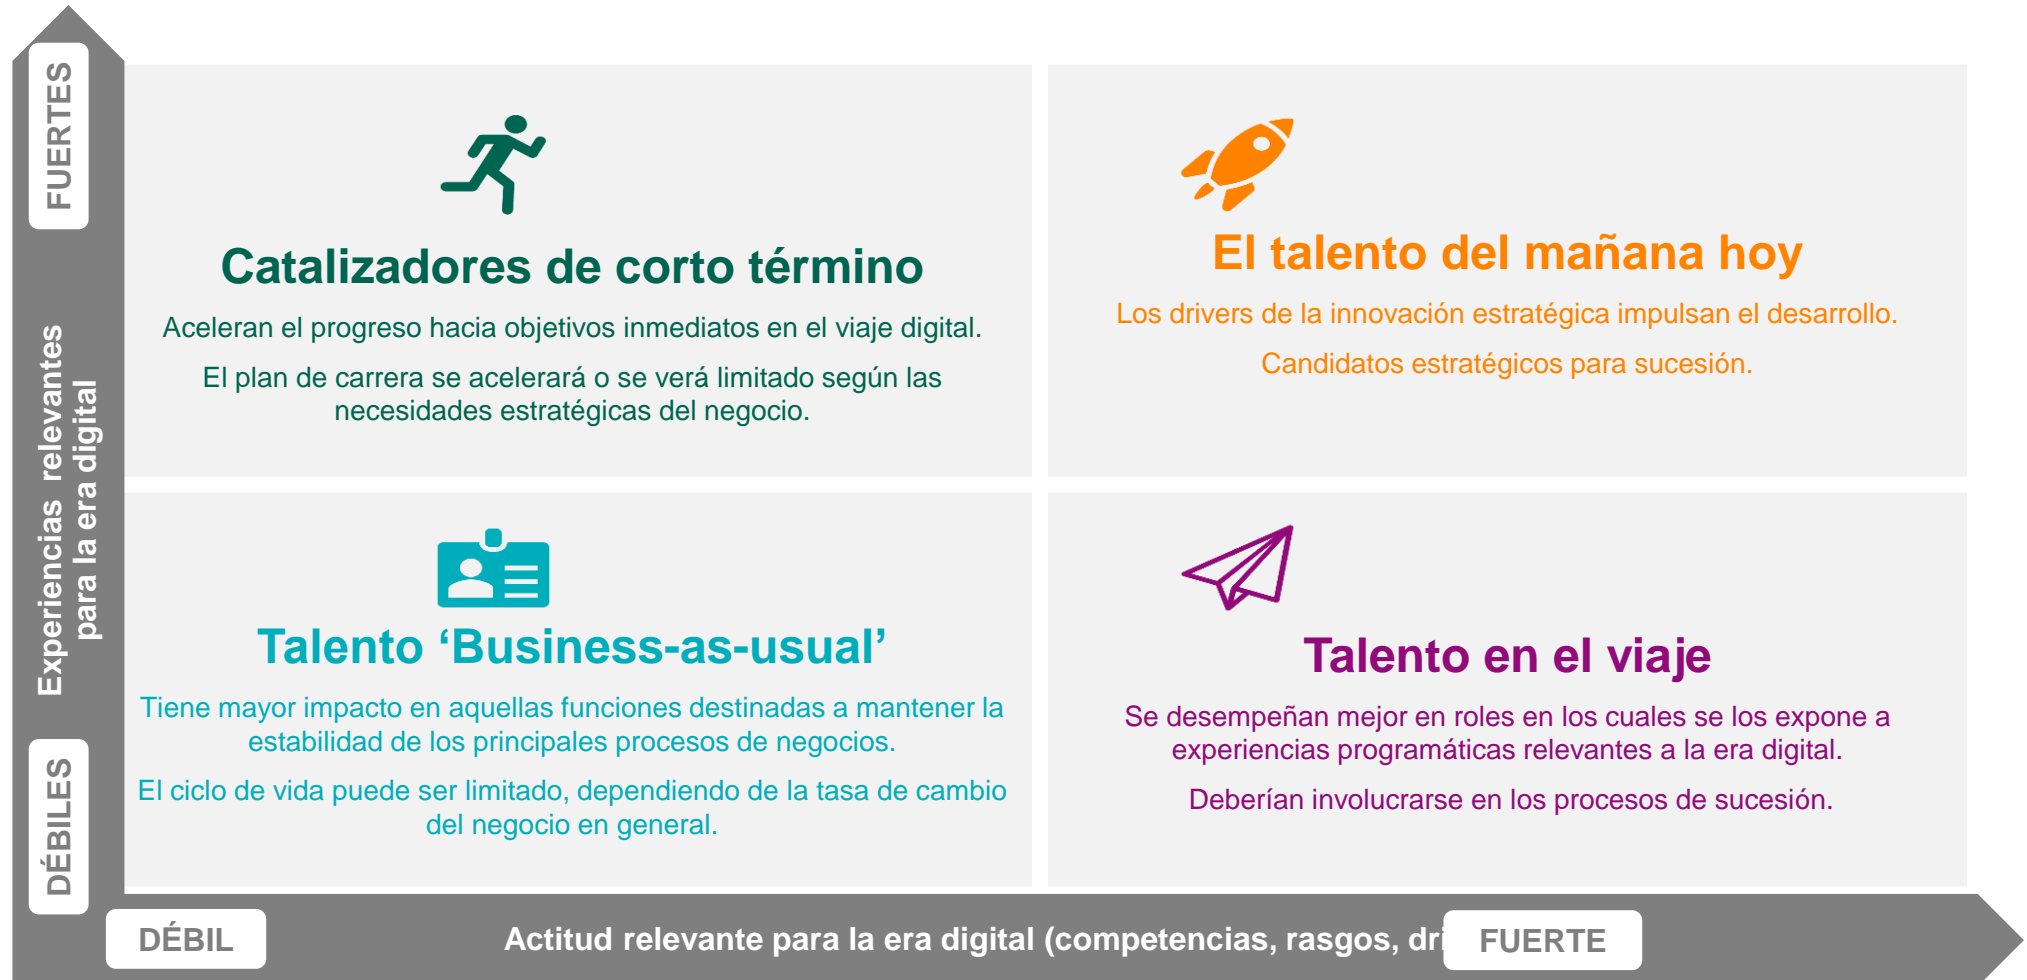 FUERTES
Experiencias relevantes
para la era digital
DÉBILES
Catalizadores de corto término
Aceleran el progreso hacia objetivos inmediatos en el viaje digital.
El plan de carrera se acelerará o se verá limitado según las
necesidades estratégicas del negocio.
El talento del mañana hoy
Los drivers de la innovación estratégica impulsan el desarrollo.
Candidatos estratégicos para sucesión.
Talento ‘Business-as-usual’
Tiene mayor impacto en aquellas funciones destinadas a mantener la
estabilidad de los principales procesos de negocios.
El ciclo de vida puede ser limitado, dependiendo de la tasa de cambio
del negocio en general.
Talento en el viaje
Se desempeñan mejor en roles en los cuales se los expone a
experiencias programáticas relevantes a la era digital.
Deberían involucrarse en los procesos de sucesión.
DÉBIL
Actitud relevante para la era digital (competencias, rasgos,
FUERTE